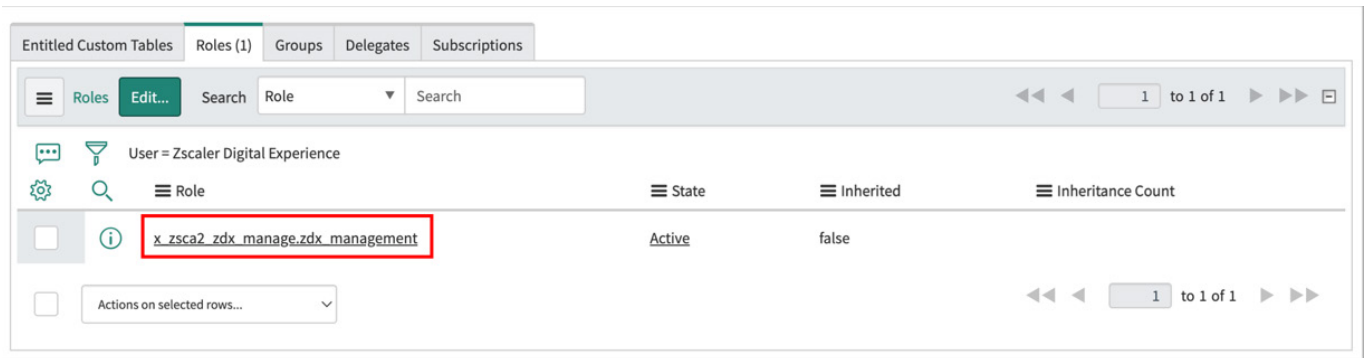 Entitled Custom Tables Roles (1) Groups Delegates Subscriptions
Roles Edit... Search Role Search 1 to 1 of 1
User = Zscaler Digital Experience
Role State Inherited Inheritance Count
x_zsca2_zdx_manage.zdx_management Active false
Actions on selected rows... 1 to 1 of 1